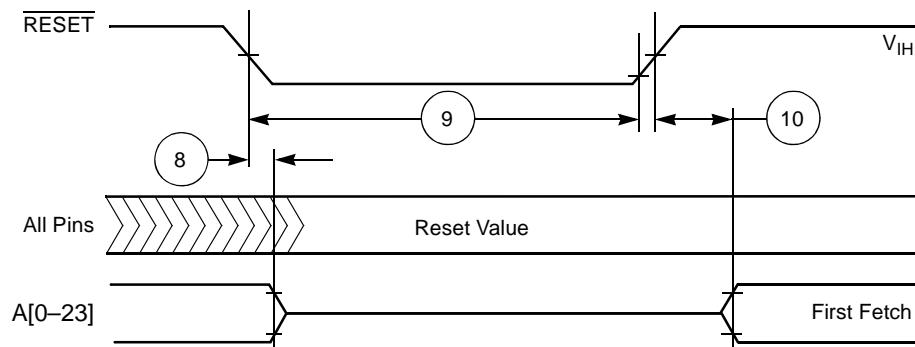 RESET
V_IH
9
10
8
All Pins
Reset Value
A[0–23]
First Fetch